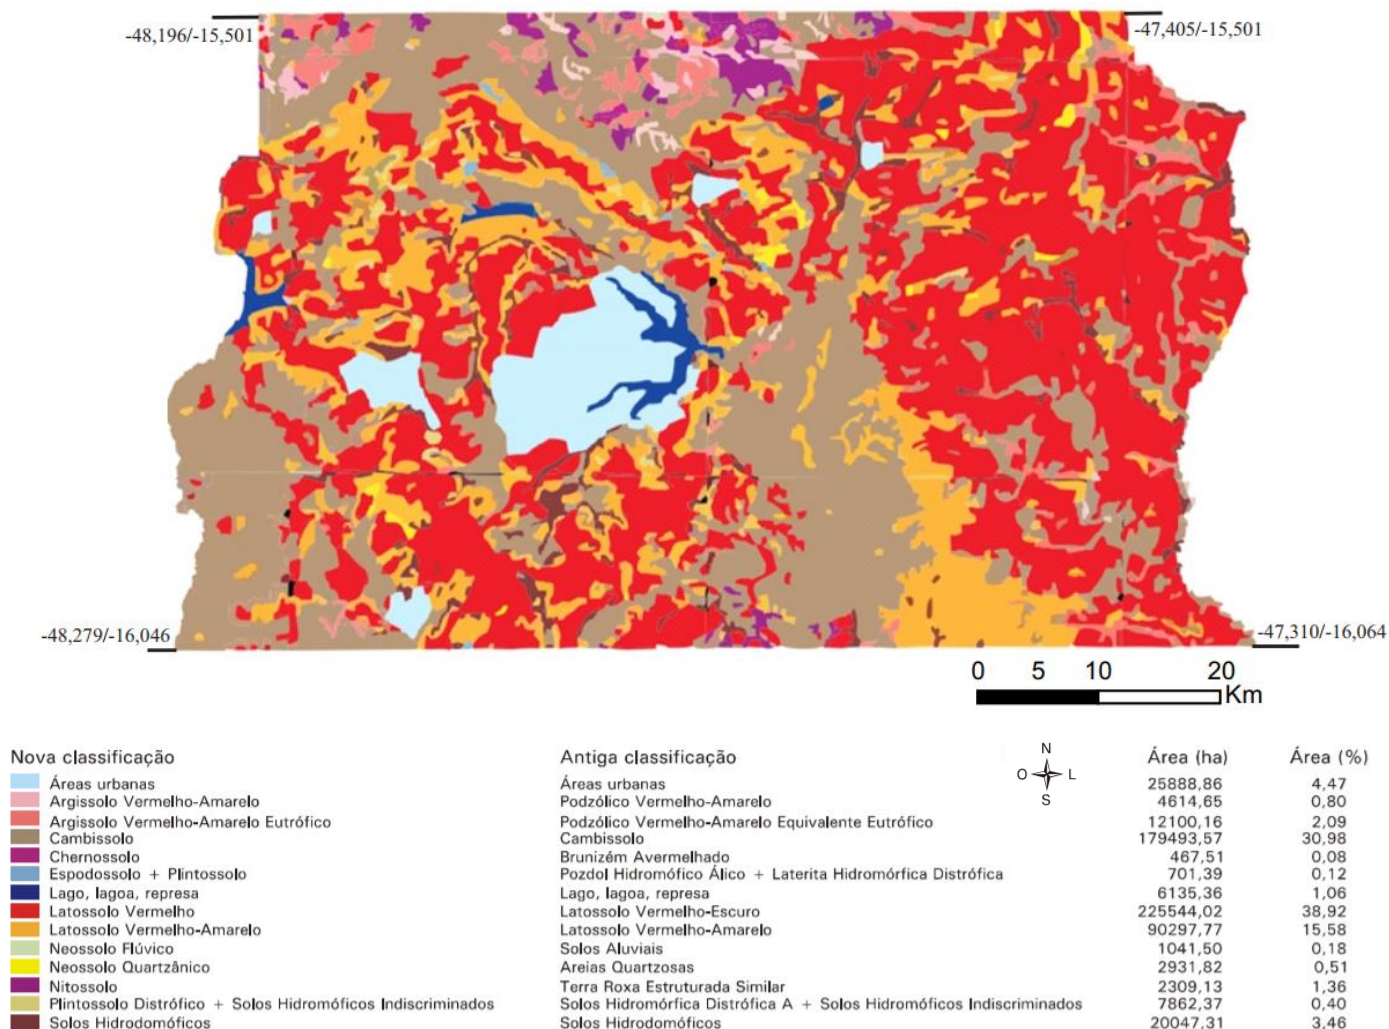 -48,196/-15,501
-47,405/-15,501
-48,279/-16,046
-47,310/-16,064
0 5 10 20
Km
N
O L
S
Nova classificação Antiga classificação Área (ha) Área (%)
Áreas urbanas Áreas urbanas 25888,86 4,47
Argissolo Vermelho-Amarelo Podzólico Vermelho-Amarelo 4614,65 0,80
Argissolo Vermelho-Amarelo Eutrófico Podzólico Vermelho-Amarelo Equivalente Eutrófico 12100,16 2,09
Cambissolo Cambissolo 179493,57 30,98
Chernossolo Brunizém Avermelhado 467,51 0,08
Espodossolo + Plintossolo Pozdol Hidromófico Álico + Laterita Hidromórfica Distrófica 701,39 0,12
Lago, lagoa, represa Lago, lagoa, represa 6135,36 1,06
Latossolo Vermelho Latossolo Vermelho-Escuro 225544,02 38,92
Latossolo Vermelho-Amarelo Latossolo Vermelho-Amarelo 90297,77 15,58
Neossolo Flúvico Solos Aluviais 1041,50 0,18
Neossolo Quartzânico Areias Quartzosas 2931,82 0,51
Nitossolo Terra Roxa Estruturada Similar 2309,13 1,36
Plintossolo Distrófico + Solos Hidromóficos Indiscriminados Solos Hidromórfica Distrófica A + Solos Hidromóficos Indiscriminados 7862,37 0,40
Solos Hidrodomóficos Solos Hidrodomóficos 20047,31 3,46